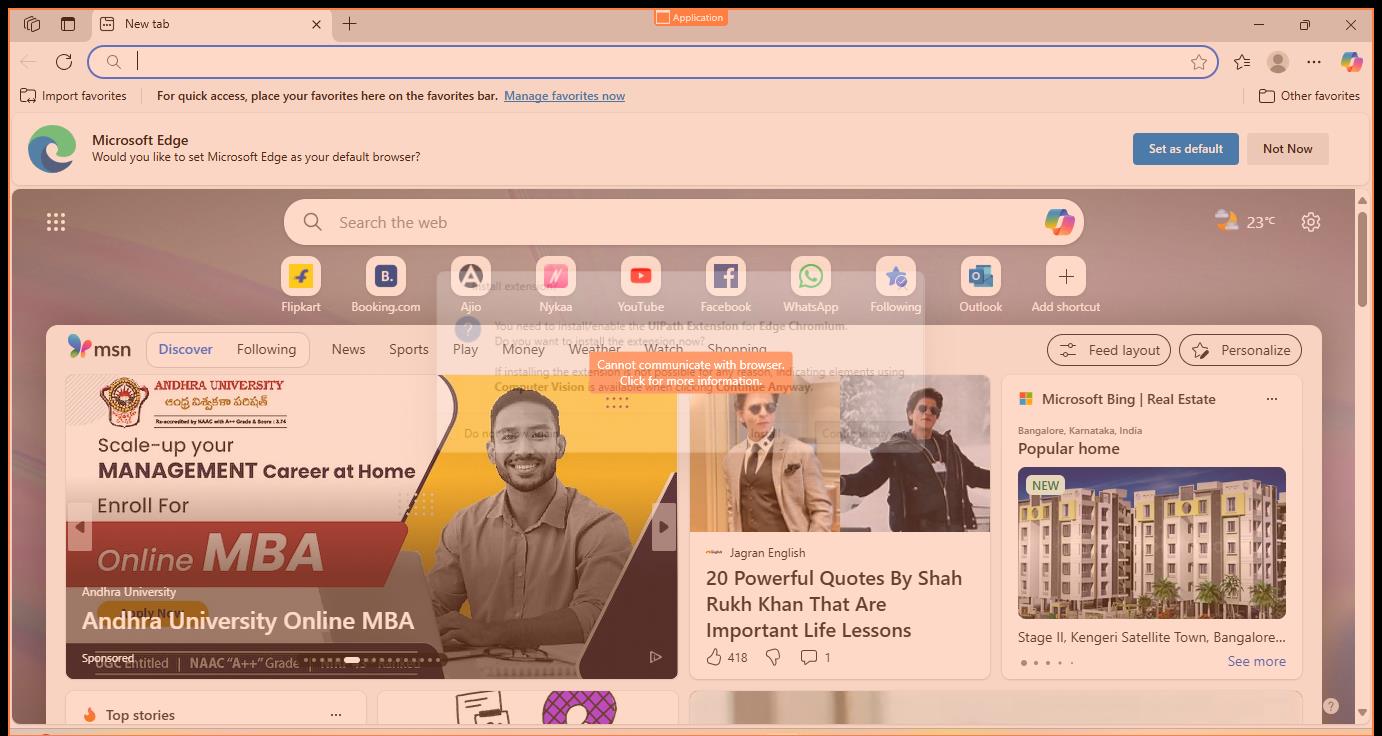 New tab
Application
Import favorites
For quick access, place your favorites here on the favorites bar. Manage favorites now
Other favorites
Microsoft Edge
Would you like to set Microsoft Edge as your default browser?
Set as default
Not Now
Search the web
23°C
Flipkart
B.
Booking.com
Ajio
Nykaa
YouTube
Facebook
WhatsApp
Following
Outlook
Add shortcut
Install extension
You need to install/enable the UiPath Extension for Edge Chromium.
Do you want to install the extension now?
If installing the extension is not possible for any reason, indicating elements using
Computer Vision is available when clicking Continue Anyway.
Cannot communicate with browser.
Click for more information.
msn
Discover
Following
News
Sports
Play
Money
Weather
Watch
Shopping
Feed layout
Personalize
ANDHRA UNIVERSITY
ఆంధ్ర విశ్వకళా పరిషత్
Re-accredited by NAAC with A++ Grade & Score : 3.74
Scale-up your
MANAGEMENT Career at Home
Enroll For
Online MBA
Apply Now
Andhra University
Andhra University Online MBA
Sponsored
UGC Entitled | NAAC “A++” Grade
Jagran English
20 Powerful Quotes By Shah
Rukh Khan That Are
Important Life Lessons
418
1
Microsoft Bing | Real Estate
Bangalore, Karnataka, India
Popular home
NEW
Stage II, Kengeri Satellite Town, Bangalore...
See more
Top stories